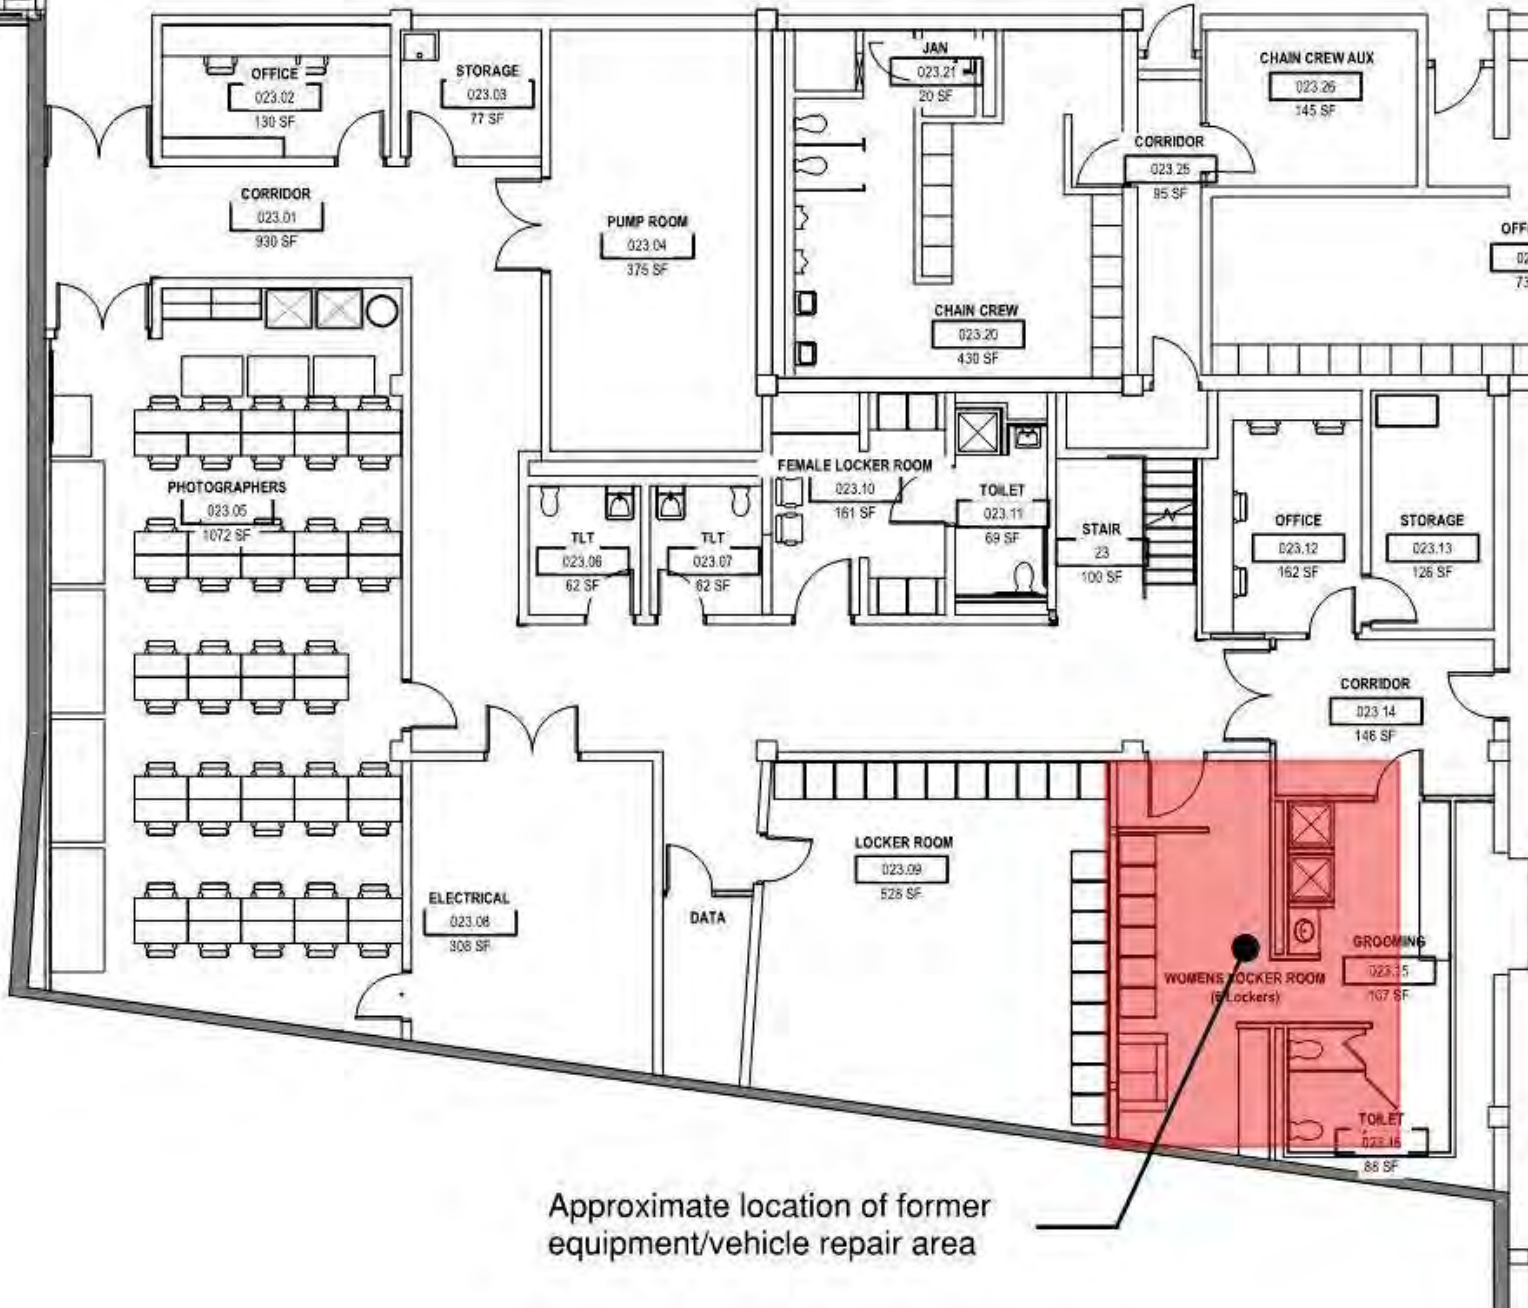 OFFICE
023.02
130 SF
STORAGE
023.03
77 SF
JAN
023.21
20 SF
CHAIN CREW AUX
023.26
145 SF
CORRIDOR
023.25
95 SF
CORRIDOR
023.01
930 SF
PUMP ROOM
023.04
375 SF
CHAIN CREW
023.20
430 SF
PHOTOGRAPHERS
023.05
1072 SF
FEMALE LOCKER ROOM
023.10
161 SF
TOILET
023.11
69 SF
TLT
023.06
62 SF
TLT
023.07
62 SF
STAIR
23
100 SF
OFFICE
023.12
162 SF
STORAGE
023.13
126 SF
CORRIDOR
023.14
146 SF
LOCKER ROOM
023.09
528 SF
ELECTRICAL
023.08
308 SF
DATA
WOMENS LOCKER ROOM
(6 Lockers)
GROOMING
023.15
107 SF
TOILET
023.16
88 SF
Approximate location of former
equipment/vehicle repair area